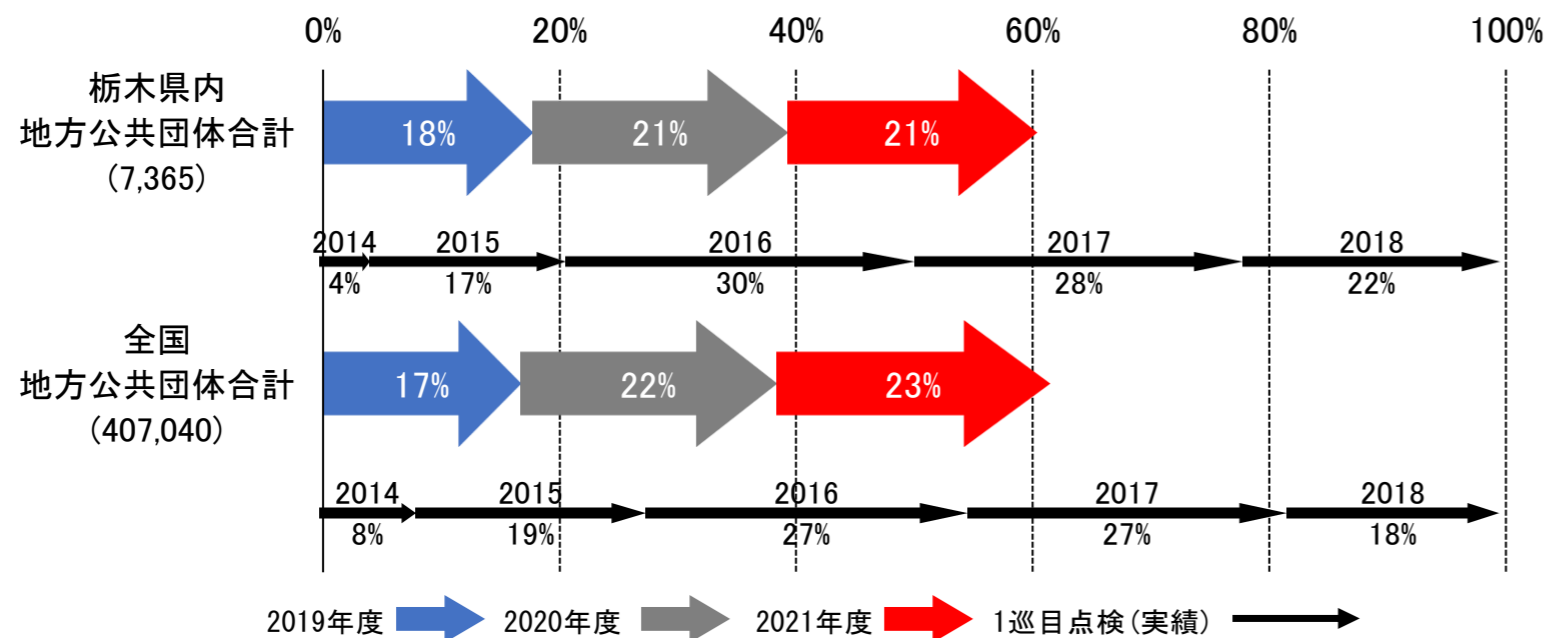 0% 20% 40% 60% 80% 100%
栃木県内
地方公共団体合計
(7,365)
18% 21% 21%
2014 2015 2016 2017 2018
4% 17% 30% 28% 22%
全国
地方公共団体合計
(407,040)
17% 22% 23%
2014 2015 2016 2017 2018
8% 19% 27% 27% 18%
2019年度 2020年度 2021年度 1巡目点検(実績)